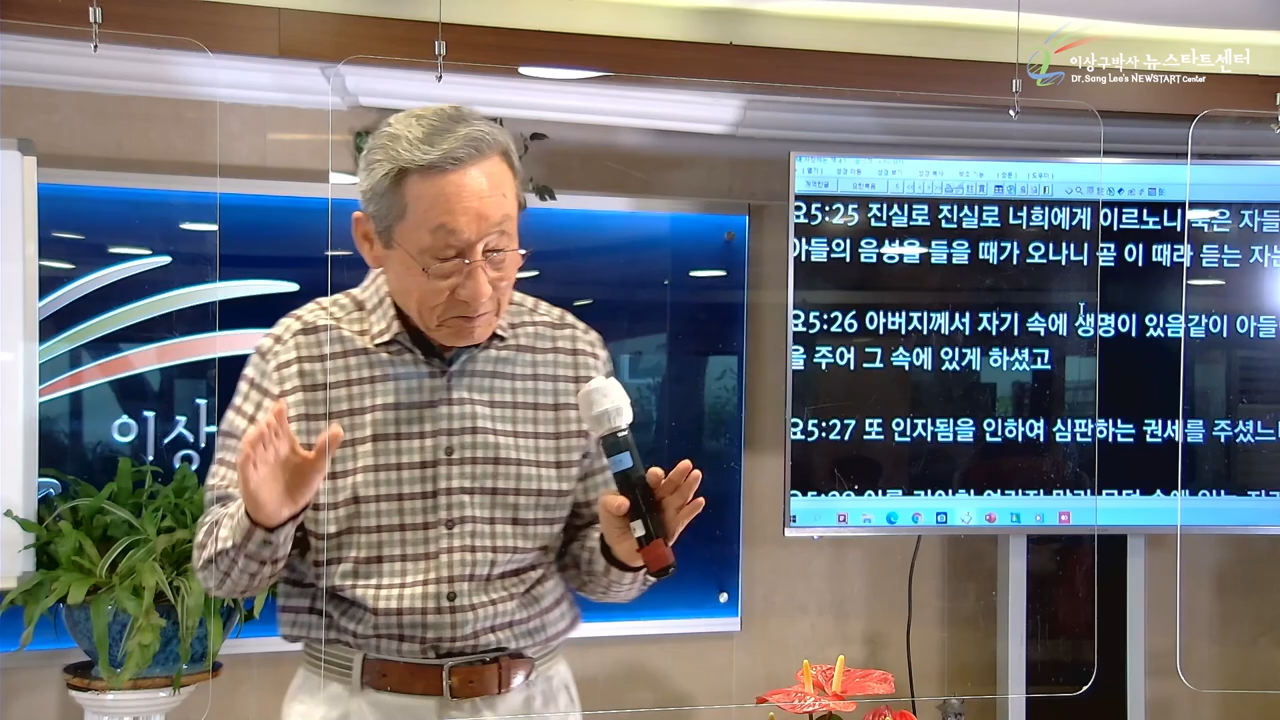 이상구박사 뉴스타트센터
Dr. Sang Lee's NEWSTART Center
이상
요5:25 진실로 진실로 너희에게 이르노니 죽은 자들
아들의 음성을 들을 때가 오나니 곧 이 때라 듣는 자는
요5:26 아버지께서 자기 속에 생명이 있음같이 아들
을 주어 그 속에 있게 하셨고
요5:27 또 인자됨을 인하여 심판하는 권세를 주셨느니